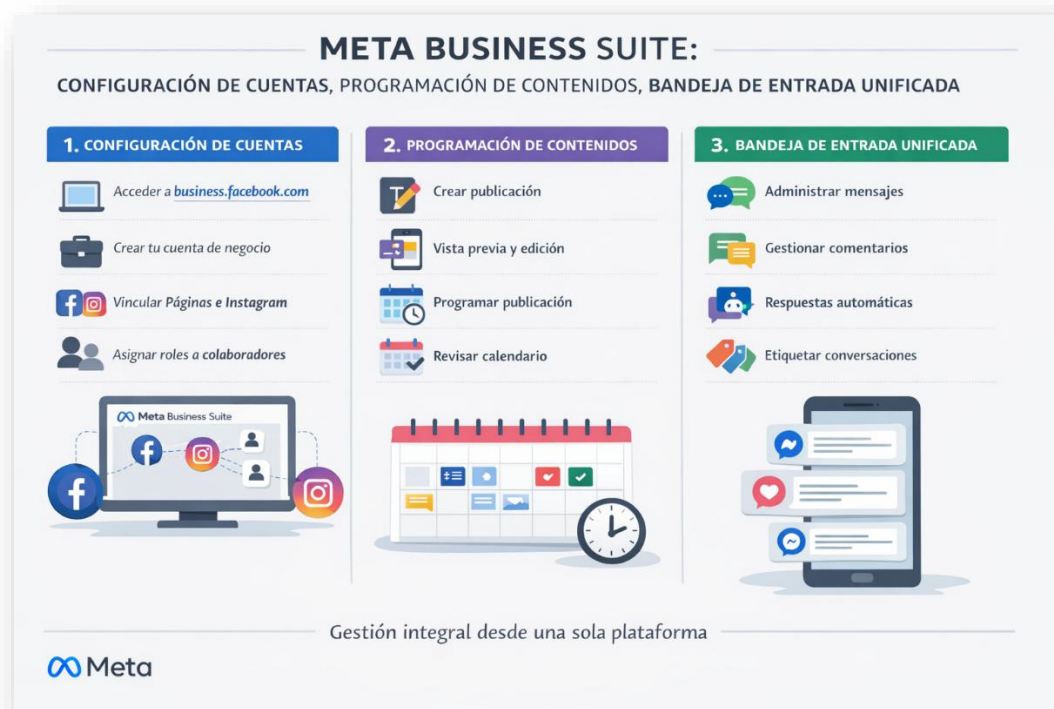 META BUSINESS SUITE:
CONFIGURACIÓN DE CUENTAS, PROGRAMACIÓN DE CONTENIDOS, BANDEJA DE ENTRADA UNIFICADA
1. CONFIGURACIÓN DE CUENTAS
Acceder a business.facebook.com
Crear tu cuenta de negocio
Vincular Páginas e Instagram
Asignar roles a colaboradores
Meta Business Suite
2. PROGRAMACIÓN DE CONTENIDOS
Crear publicación
Vista previa y edición
Programar publicación
Revisar calendario
3. BANDEJA DE ENTRADA UNIFICADA
Administrar mensajes
Gestionar comentarios
Respuestas automáticas
Etiquetar conversaciones
Gestión integral desde una sola plataforma
Meta